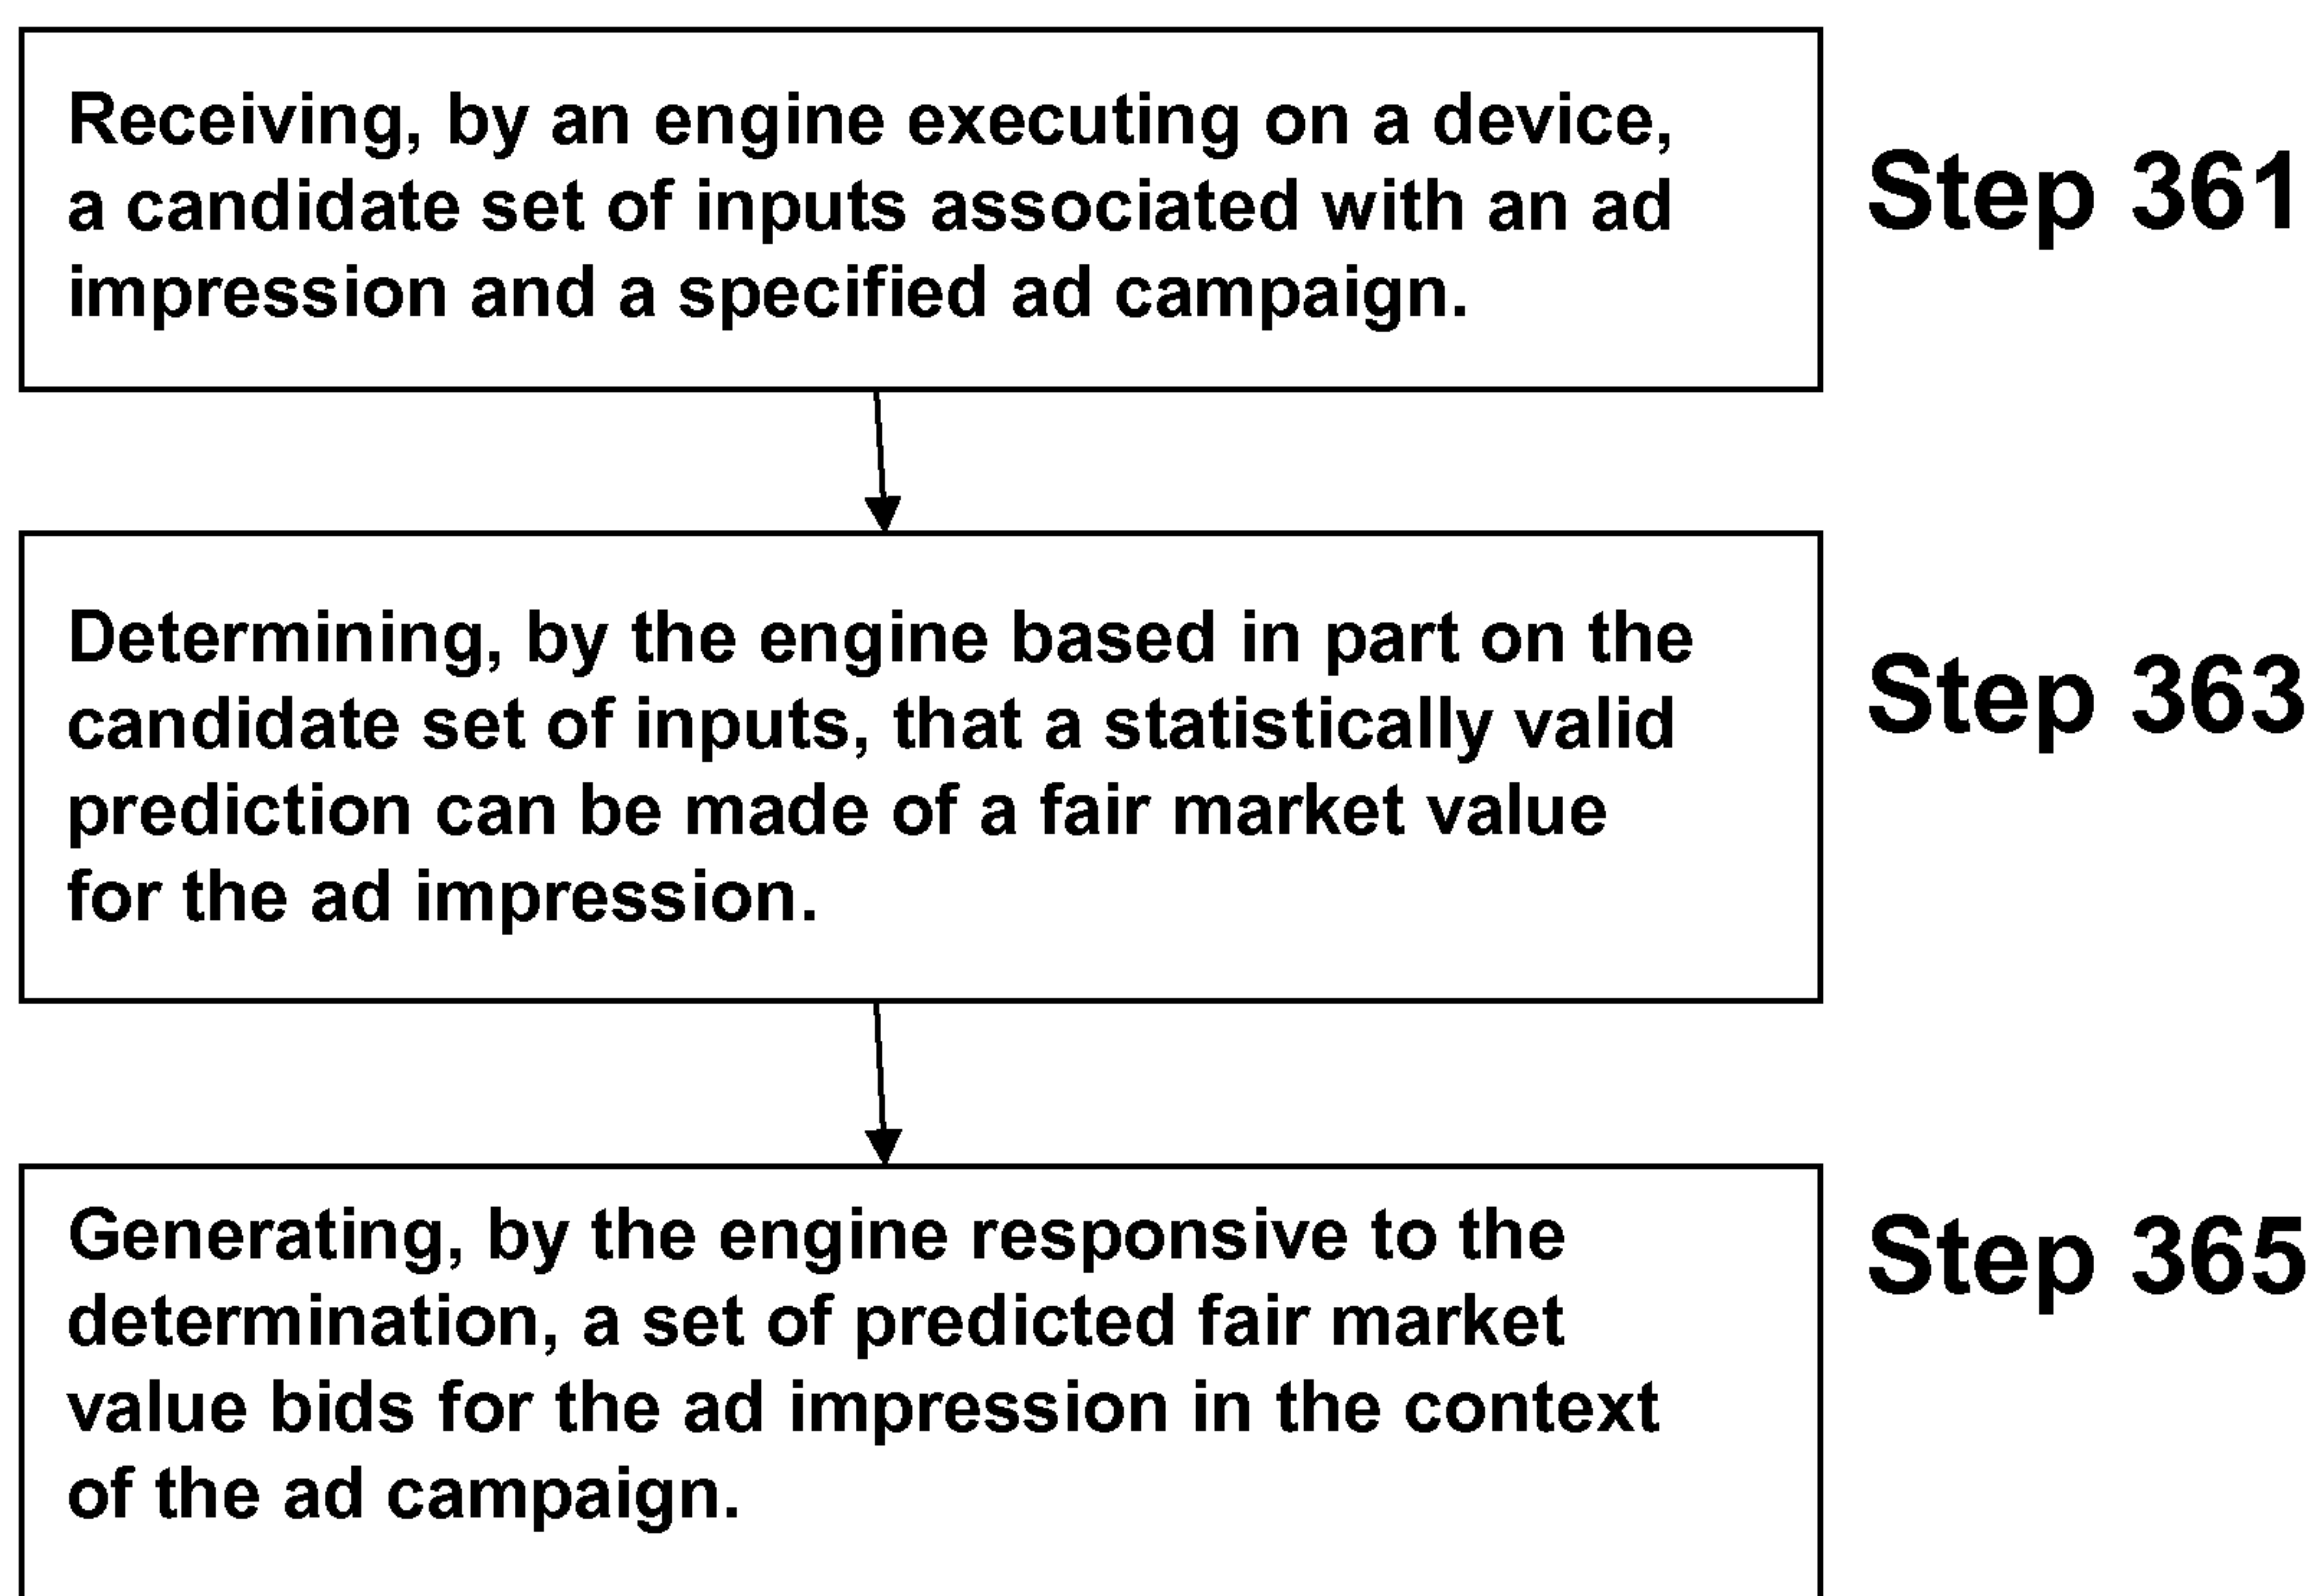 Receiving, by an engine executing on a device,
a candidate set of inputs associated with an ad
impression and a specified ad campaign.
Step 361
Determining, by the engine based in part on the
candidate set of inputs, that a statistically valid
prediction can be made of a fair market value
for the ad impression.
Step 363
Generating, by the engine responsive to the
determination, a set of predicted fair market
value bids for the ad impression in the context
of the ad campaign.
Step 365